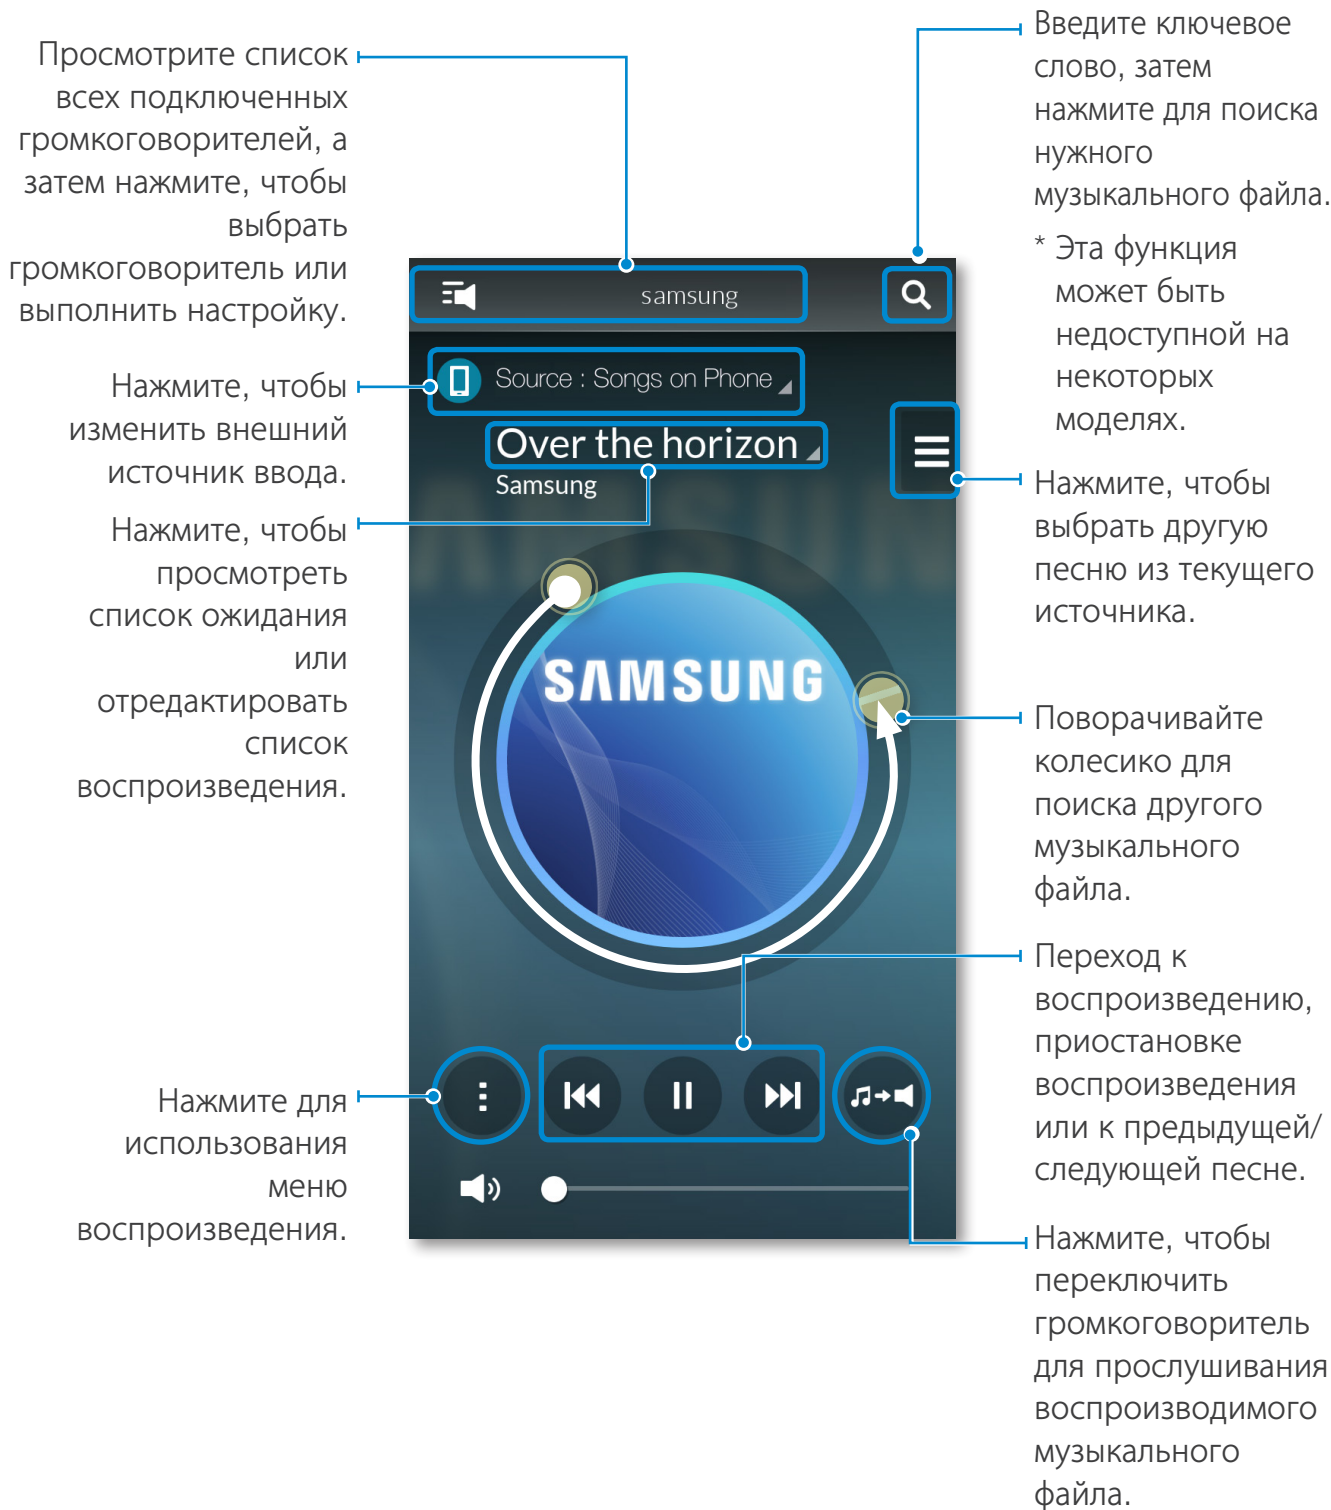 Просмотрите список
всех подключенных
громкоговорителей, а
затем нажмите, чтобы
выбрать
громкоговоритель или
выполнить настройку.
Нажмите, чтобы
изменить внешний
источник ввода.
Нажмите, чтобы
просмотреть
список ожидания
или
отредактировать
список
воспроизведения.
Нажмите для
использования
меню
воспроизведения.
samsung
Source : Songs on Phone
Over the horizon
Samsung
SAMSUNG
SAMSUNG
Введите ключевое
слово, затем
нажмите для поиска
нужного
музыкального файла.
* Эта функция
может быть
недоступной на
некоторых
моделях.
Нажмите, чтобы
выбрать другую
песню из текущего
источника.
Поворачивайте
колесико для
поиска другого
музыкального
файла.
Переход к
воспроизведению,
приостановке
воспроизведения
или к предыдущей/
следующей песне.
Нажмите, чтобы
переключить
громкоговоритель
для прослушивания
воспроизводимого
музыкального
файла.